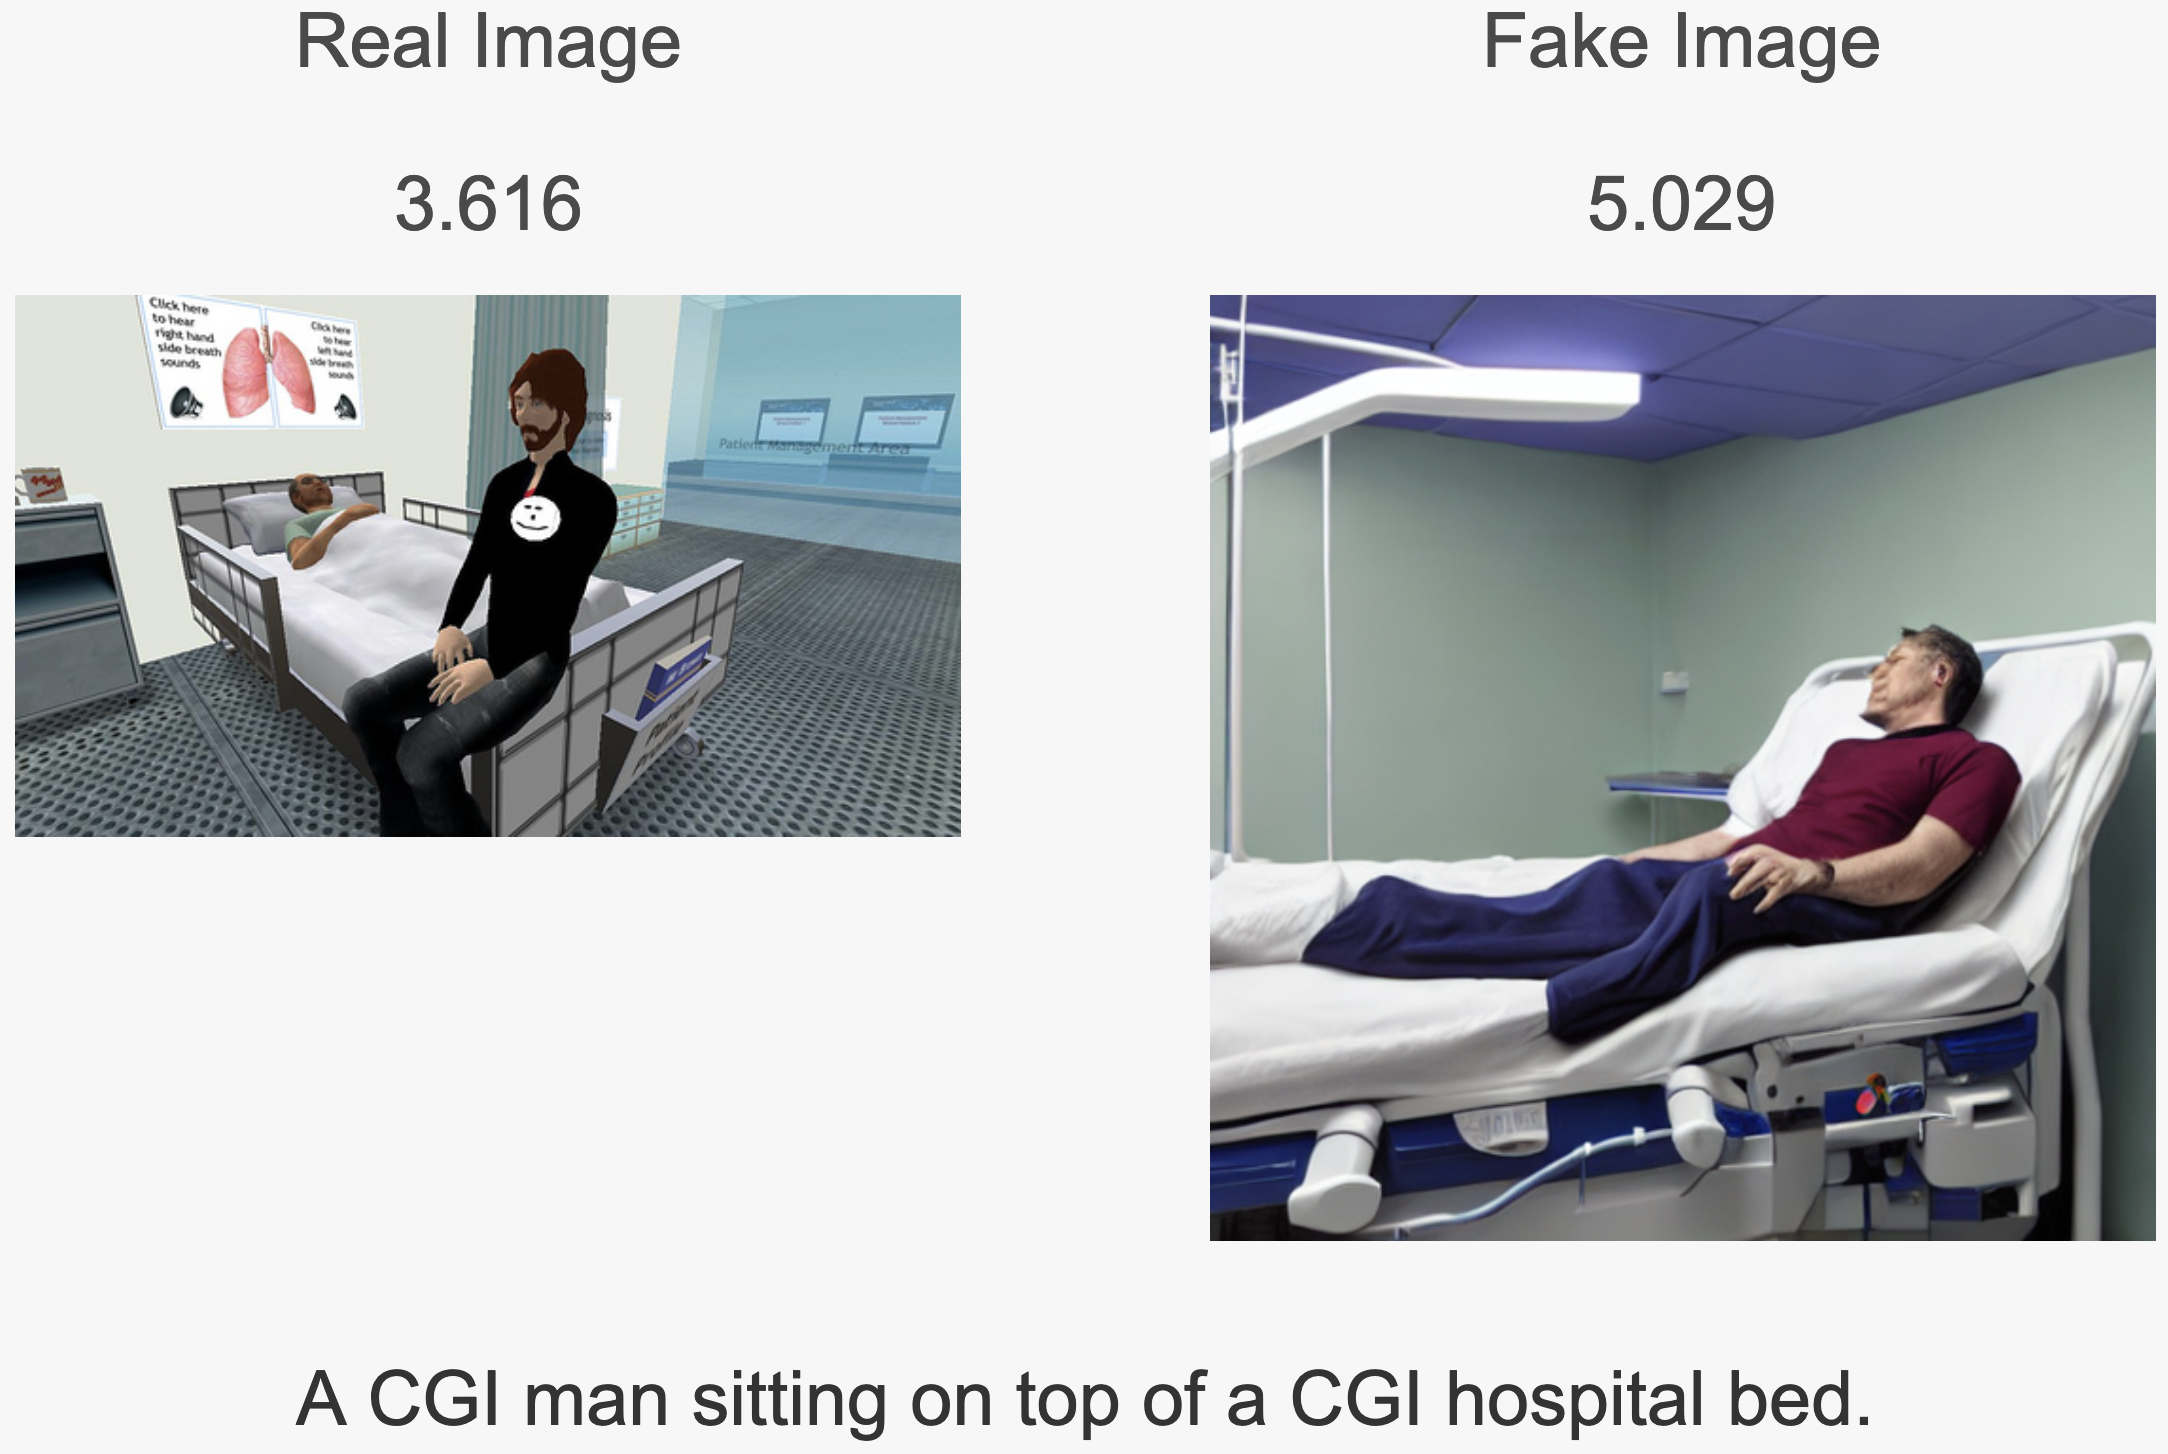 Real Image
Fake Image
3.616
5.029
Click here
to hear
right hand
side breath
sounds
Click here
to hear
left hand
side breath
sounds
Patient Management Area
A CGI man sitting on top of a CGI hospital bed.